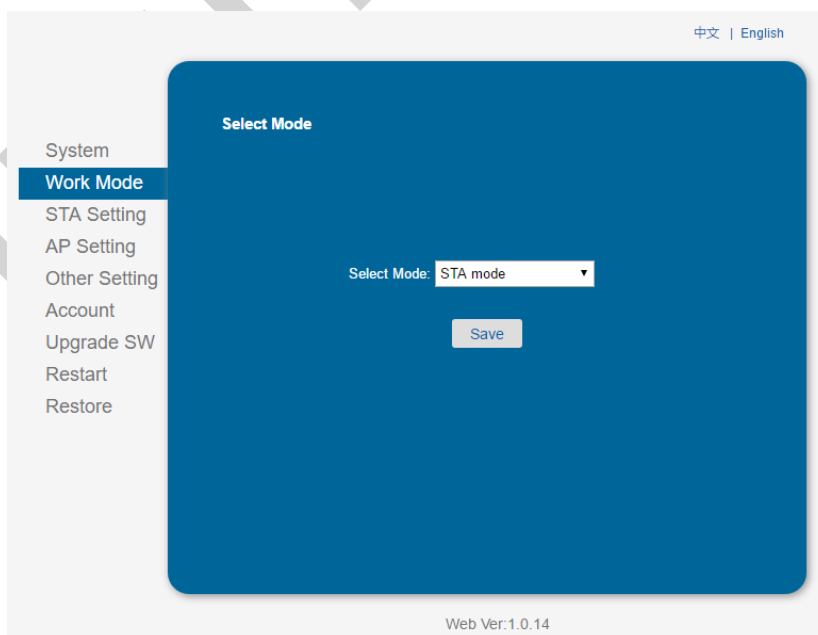 中文 | English
Select Mode
System
Work Mode
STA Setting
AP Setting
Other Setting
Account
Upgrade SW
Restart
Restore
Select Mode: STA mode
Save
Web Ver:1.0.14